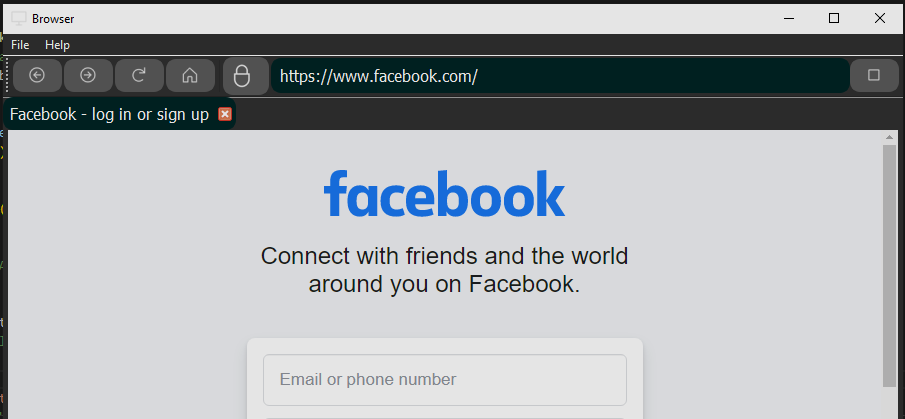 Browser
File Help
https://www.facebook.com/
Facebook - log in or sign up
facebook
Connect with friends and the world
around you on Facebook.
Email or phone number